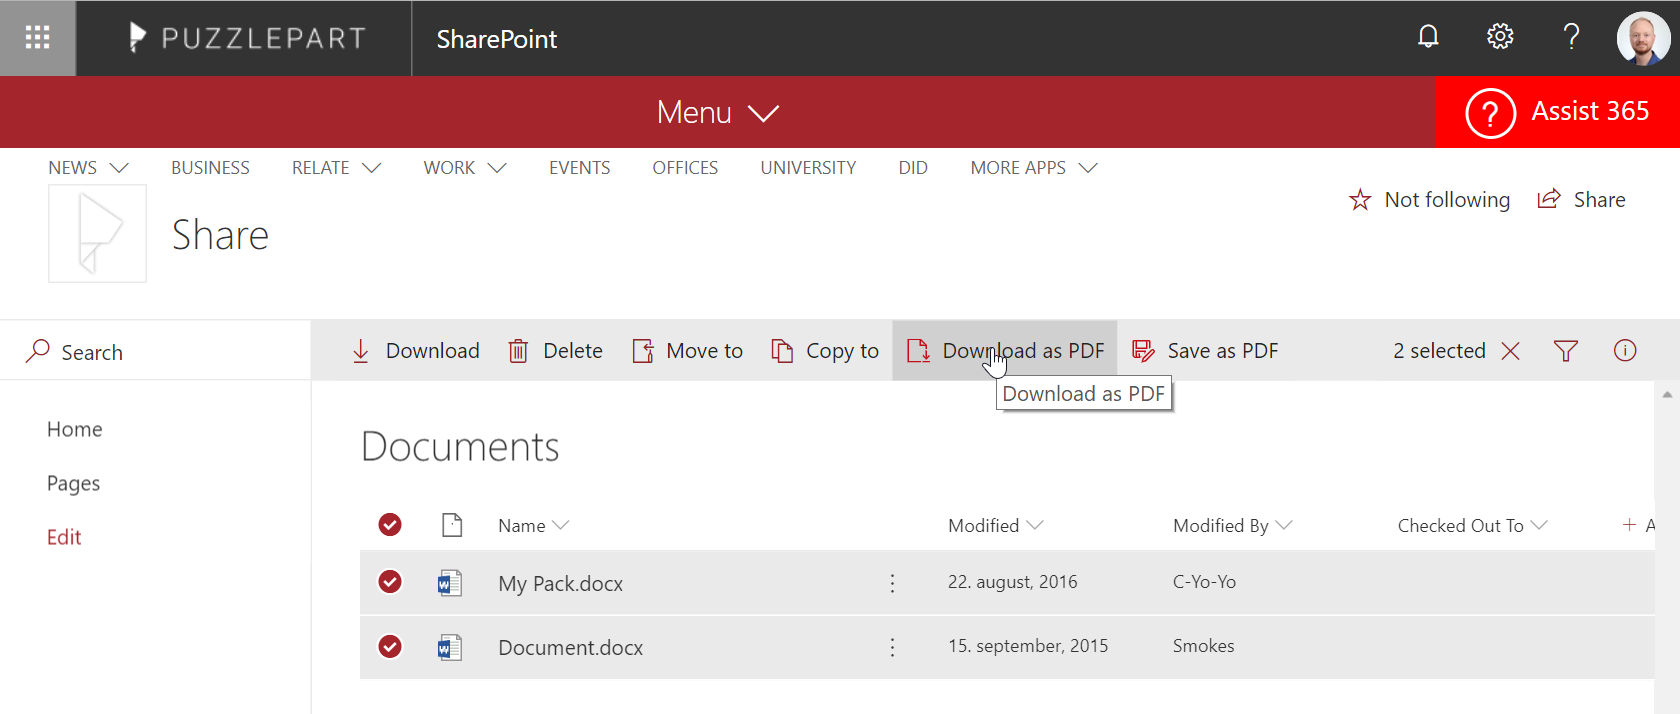 PUZZLEPART SharePoint ?
Menu ? Assist 365
NEWS BUSINESS RELATE WORK EVENTS OFFICES UNIVERSITY DID MORE APPS
Not following Share
Share
Search Download Delete Move to Copy to Download as PDF Save as PDF 2 selected
Download as PDF
Home
Documents
Pages
Name Modified Modified By Checked Out To + A
Edit
My Pack.docx 22. august, 2016 C-Yo-Yo
Document.docx 15. september, 2015 Smokes